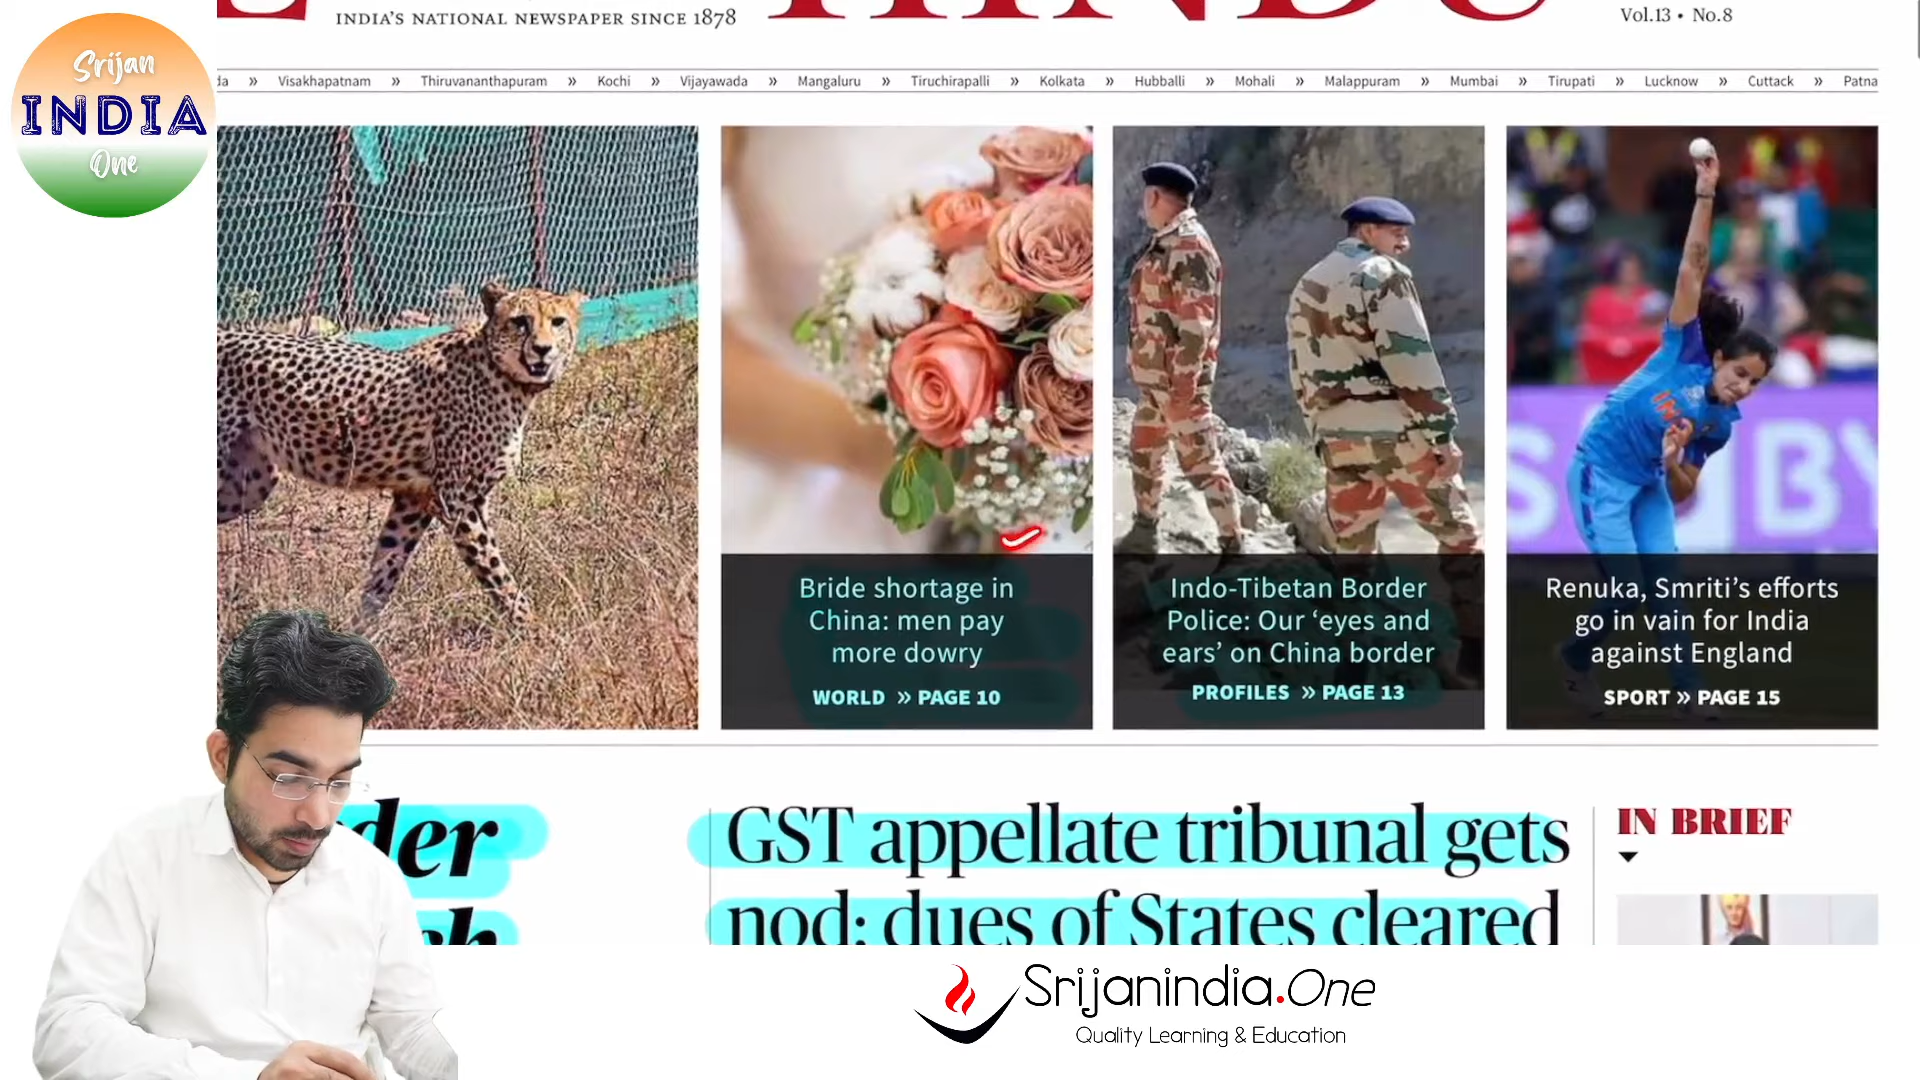 Srijan
INDIA
One
INDIA'S NATIONAL NEWSPAPER SINCE 1878
HINDU
Vol.13 • No.8
da » Visakhapatnam » Thiruvananthapuram » Kochi » Vijayawada » Mangaluru » Tiruchirapalli » Kolkata » Hubballi » Mohali » Malappuram » Mumbai » Tirupati » Lucknow » Cuttack » Patna
Bride shortage in
China: men pay
more dowry
WORLD » PAGE 10
Indo-Tibetan Border
Police: Our ‘eyes and
ears’ on China border
PROFILES » PAGE 13
Renuka, Smriti’s efforts
go in vain for India
against England
SPORT » PAGE 15
der
GST appellate tribunal gets
nod; dues of States cleared
IN BRIEF
Srijanindia.One
Quality Learning & Education